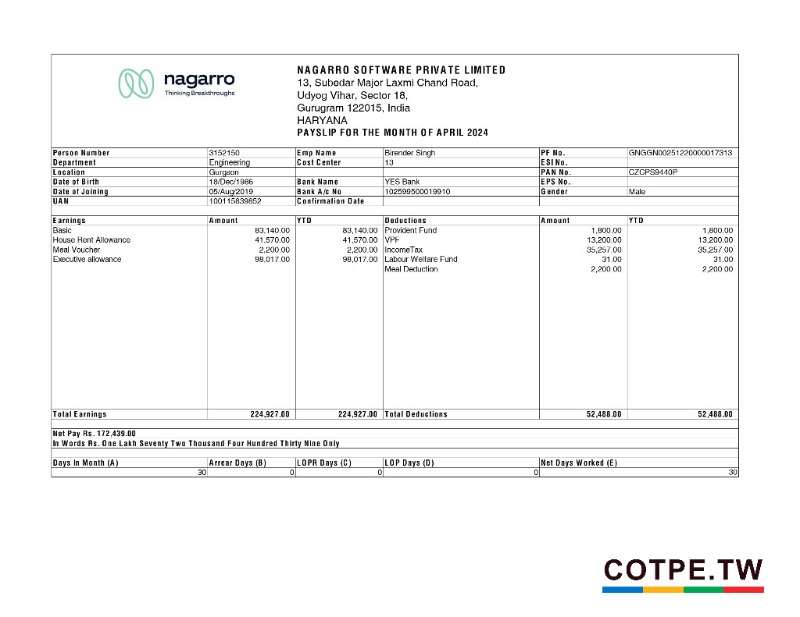 nagarro
Thinking Breakthroughs
NAGARRO SOFTWARE PRIVATE LIMITED
13, Subedar Major Laxmi Chand Road,
Udyog Vihar, Sector 18,
Gurugram 122015, India
HARYANA
PAYSLIP FOR THE MONTH OF APRIL 2024
Person Number 3152150 Emp Name Birender Singh PF No. GNGGN00251220000017313
Department Engineering Cost Center 13 ESI No.
Location Gurgaon PAN No. CZCPS9440P
Date of Birth 18/Dec/1986 Bank Name YES Bank EPS No.
Date of Joining 05/Aug/2019 Bank A/c No 102599500019910 Gender Male
UAN 100115839852 Confirmation Date
Earnings Amount YTD Deductions Amount YTD
Basic 83,140.00 83,140.00 Provident Fund 1,800.00 1,800.00
House Rent Allowance 41,570.00 41,570.00 VPF 13,200.00 13,200.00
Meal Voucher 2,200.00 2,200.00 IncomeTax 35,257.00 35,257.00
Executive allowance 98,017.00 98,017.00 Labour Welfare Fund 31.00 31.00
Meal Deduction 2,200.00 2,200.00
Total Earnings 224,927.00 224,927.00 Total Deductions 52,488.00 52,488.00
Net Pay Rs. 172,439.00
In Words Rs. One Lakh Seventy Two Thousand Four Hundred Thirty Nine Only
Days In Month (A) Arrear Days (B) LOPR Days (C) LOP Days (D) Net Days Worked (E)
30 0 0 0 30
COTPE.TW